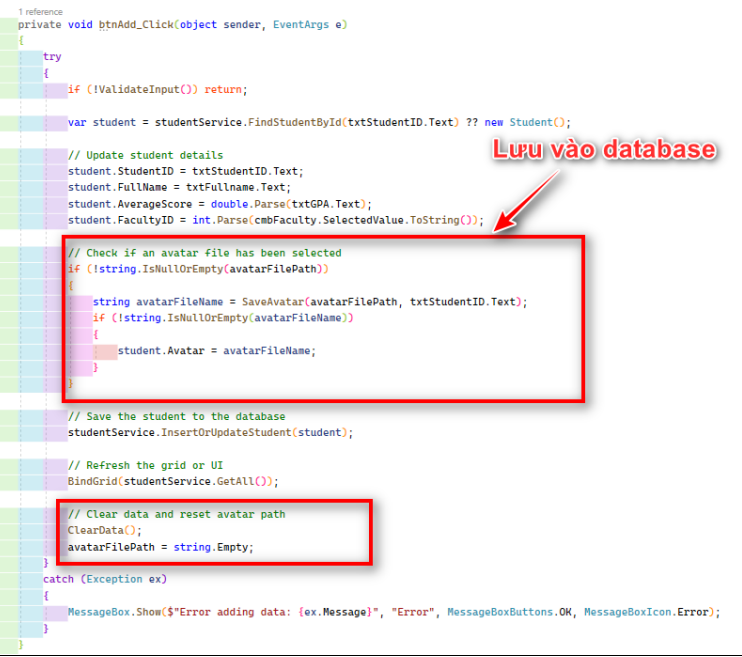 1 reference
private void btnAdd_Click(object sender, EventArgs e)
{
try
{
if (!ValidateInput()) return;
var student = studentService.FindStudentById(txtStudentID.Text) ?? new Student();
Lưu vào database
// Update student details
student.StudentID = txtStudentID.Text;
student.FullName = txtFullname.Text;
student.AverageScore = double.Parse(txtGPA.Text);
student.FacultyID = int.Parse(cmbFaculty.SelectedValue.ToString());
// Check if an avatar file has been selected
if (!string.IsNullOrEmpty(avatarFilePath))
{
string avatarFileName = SaveAvatar(avatarFilePath, txtStudentID.Text);
if (!string.IsNullOrEmpty(avatarFileName))
{
student.Avatar = avatarFileName;
}
}
// Save the student to the database
studentService.InsertOrUpdateStudent(student);
// Refresh the grid or UI
BindGrid(studentService.GetAll());
// Clear data and reset avatar path
ClearData();
avatarFilePath = string.Empty;
}
catch (Exception ex)
{
MessageBox.Show($"Error adding data: {ex.Message}", "Error", MessageBoxButtons.OK, MessageBoxIcon.Error);
}
}